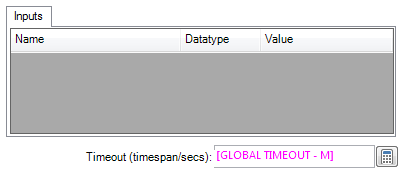 Inputs
Name Datatype Value
Timeout (timespan/secs): [GLOBAL TIMEOUT - M]